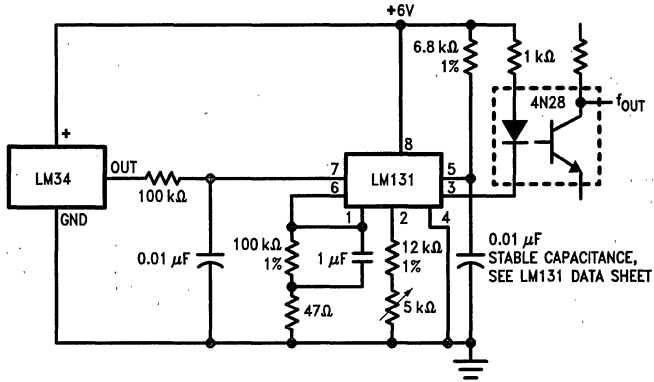 +6V
6.8 kΩ
1%
1 kΩ
4N28
fOUT
+
8
LM34
OUT
100 kΩ
7
LM131
5
6
3
GND
1
2
4
0.01 μF
100 kΩ
1%
1 μF
12 kΩ
1%
0.01 μF
STABLE CAPACITANCE,
SEE LM131 DATA SHEET
47Ω
5 kΩ